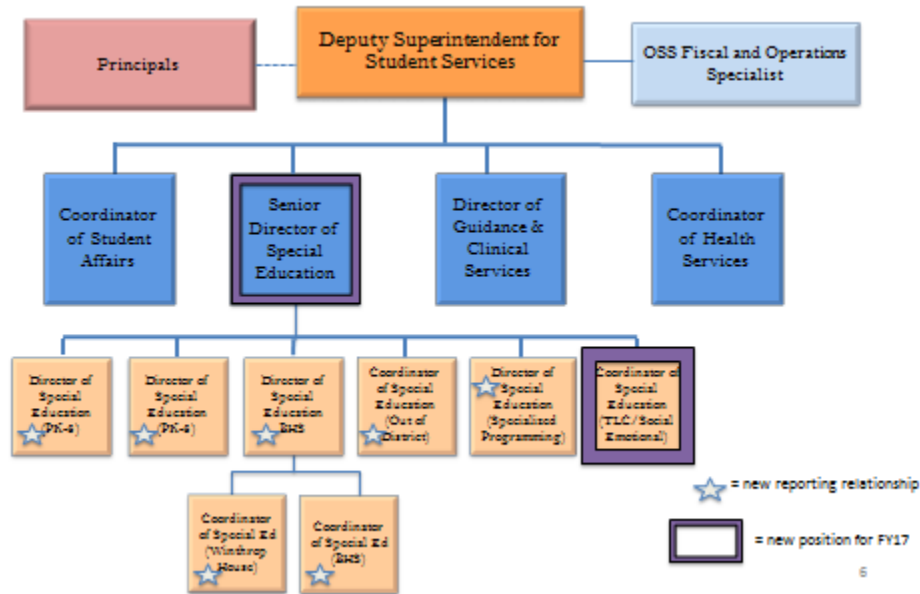 Deputy Superintendent for
Student Services
Principals
OSS Fiscal and Operations
Specialist
Coordinator
of Student
Affairs
Senior
Director of
Special
Education
Director of
Guidance &
Clinical
Services
Coordinator
of Health
Services
Director of
Special
Education
(PK-8)
Director of
Special
Education
(PK-8)
Director of
Special
Education
BHS
Coordinator
of Special
Education
(Out of
District)
Director of
Special
Education
(Specialized
Programming)
Coordinator of
Special
Education
(TLC/Social
Emotional)
Coordinator
of Special Ed
(Winthrop
House)
Coordinator
of Special Ed
(BHS)
= new reporting relationship
= new position for FY17
6